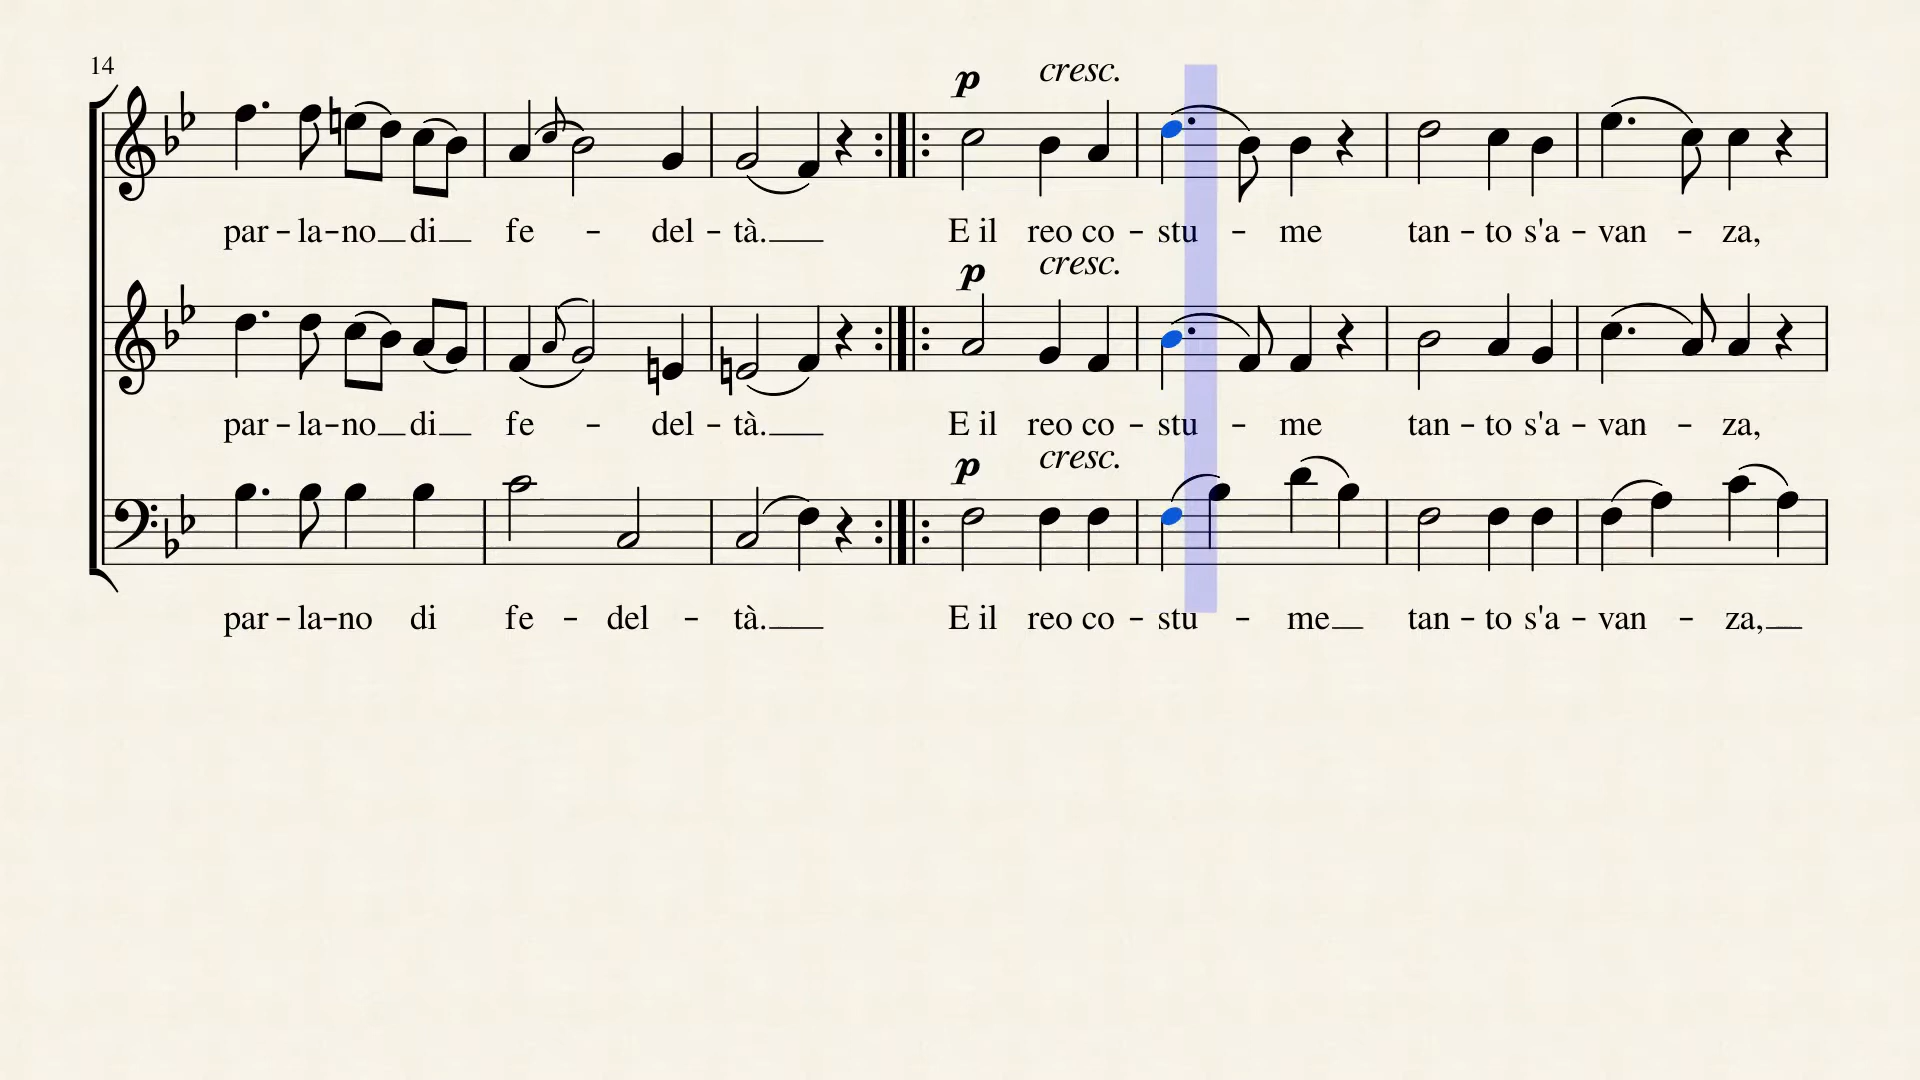 14
p cresc.
par-la-no di fe - del - tà. E il reo co - stu - me tan - to s'a - van - za,
p cresc.
par-la-no di fe - del - tà. E il reo co - stu - me tan - to s'a - van - za,
p cresc.
par-la-no di fe - del - tà. E il reo co - stu - me tan - to s'a - van - za,